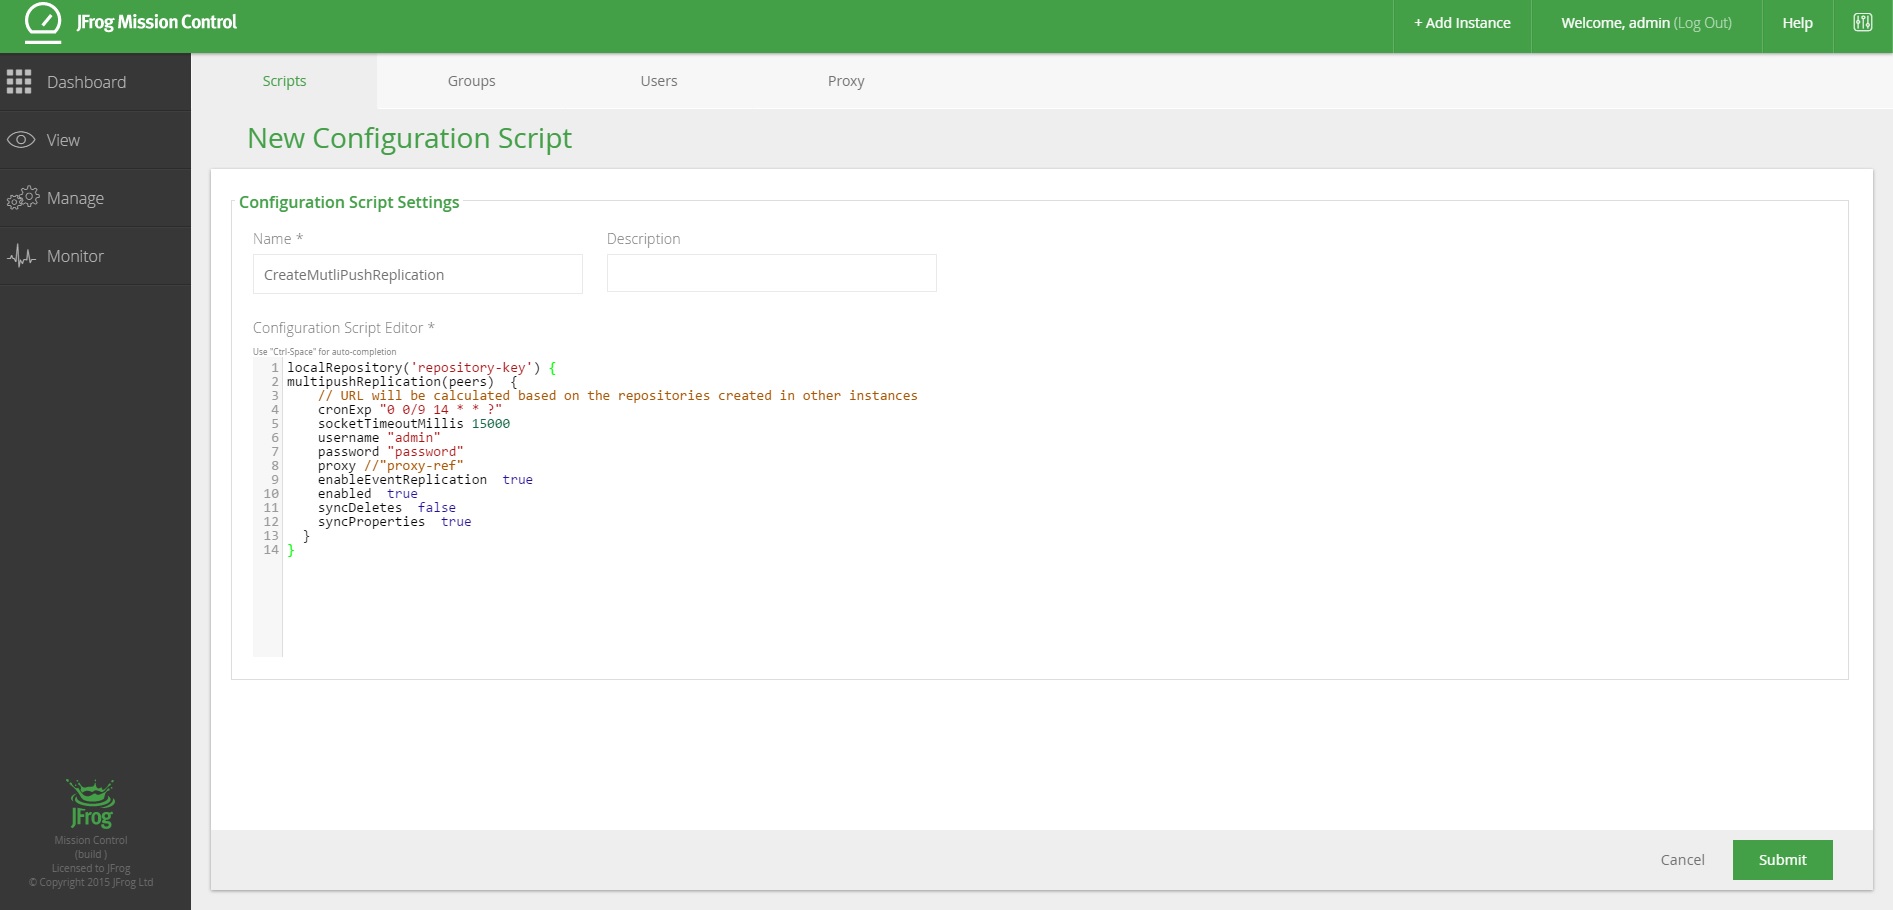 JFrog Mission Control
+ Add Instance
Welcome, admin (Log Out)
Help
Dashboard
View
Manage
Monitor
Scripts
Groups
Users
Proxy
New Configuration Script
Configuration Script Settings
Name *
Description
CreateMutliPushReplication
Configuration Script Editor *
Use "Ctrl-Space" for auto-completion
1 localRepository('repository-key') {
2 multipushReplication(peers)  {
3     // URL will be calculated based on the repositories created in other instances
4     cronExp "0 0/9 14 * * ?"
5     socketTimeoutMillis 15000
6     username "admin"
7     password "password"
8     proxy //"proxy-ref"
9     enableEventReplication  true
10     enabled  true
11     syncDeletes  false
12     syncProperties  true
13   }
14 }
JFrog
Mission Control
(build )
Licensed to JFrog
© Copyright 2015 JFrog Ltd
Cancel
Submit